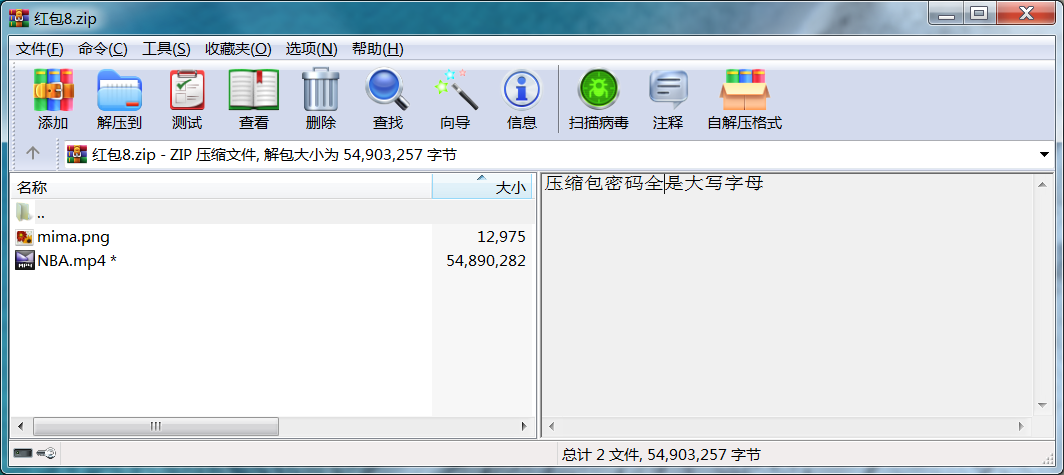 红包8.zip
文件(F) 命令(C) 工具(S) 收藏夹(O) 选项(N) 帮助(H)
添加 解压到 测试 查看 删除 查找 向导 信息 扫描病毒 注释 自解压格式
红包8.zip - ZIP 压缩文件, 解包大小为 54,903,257 字节
名称 大小
..
mima.png 12,975
NBA.mp4 * 54,890,282
压缩包密码全是大写字母
总计 2 文件, 54,903,257 字节